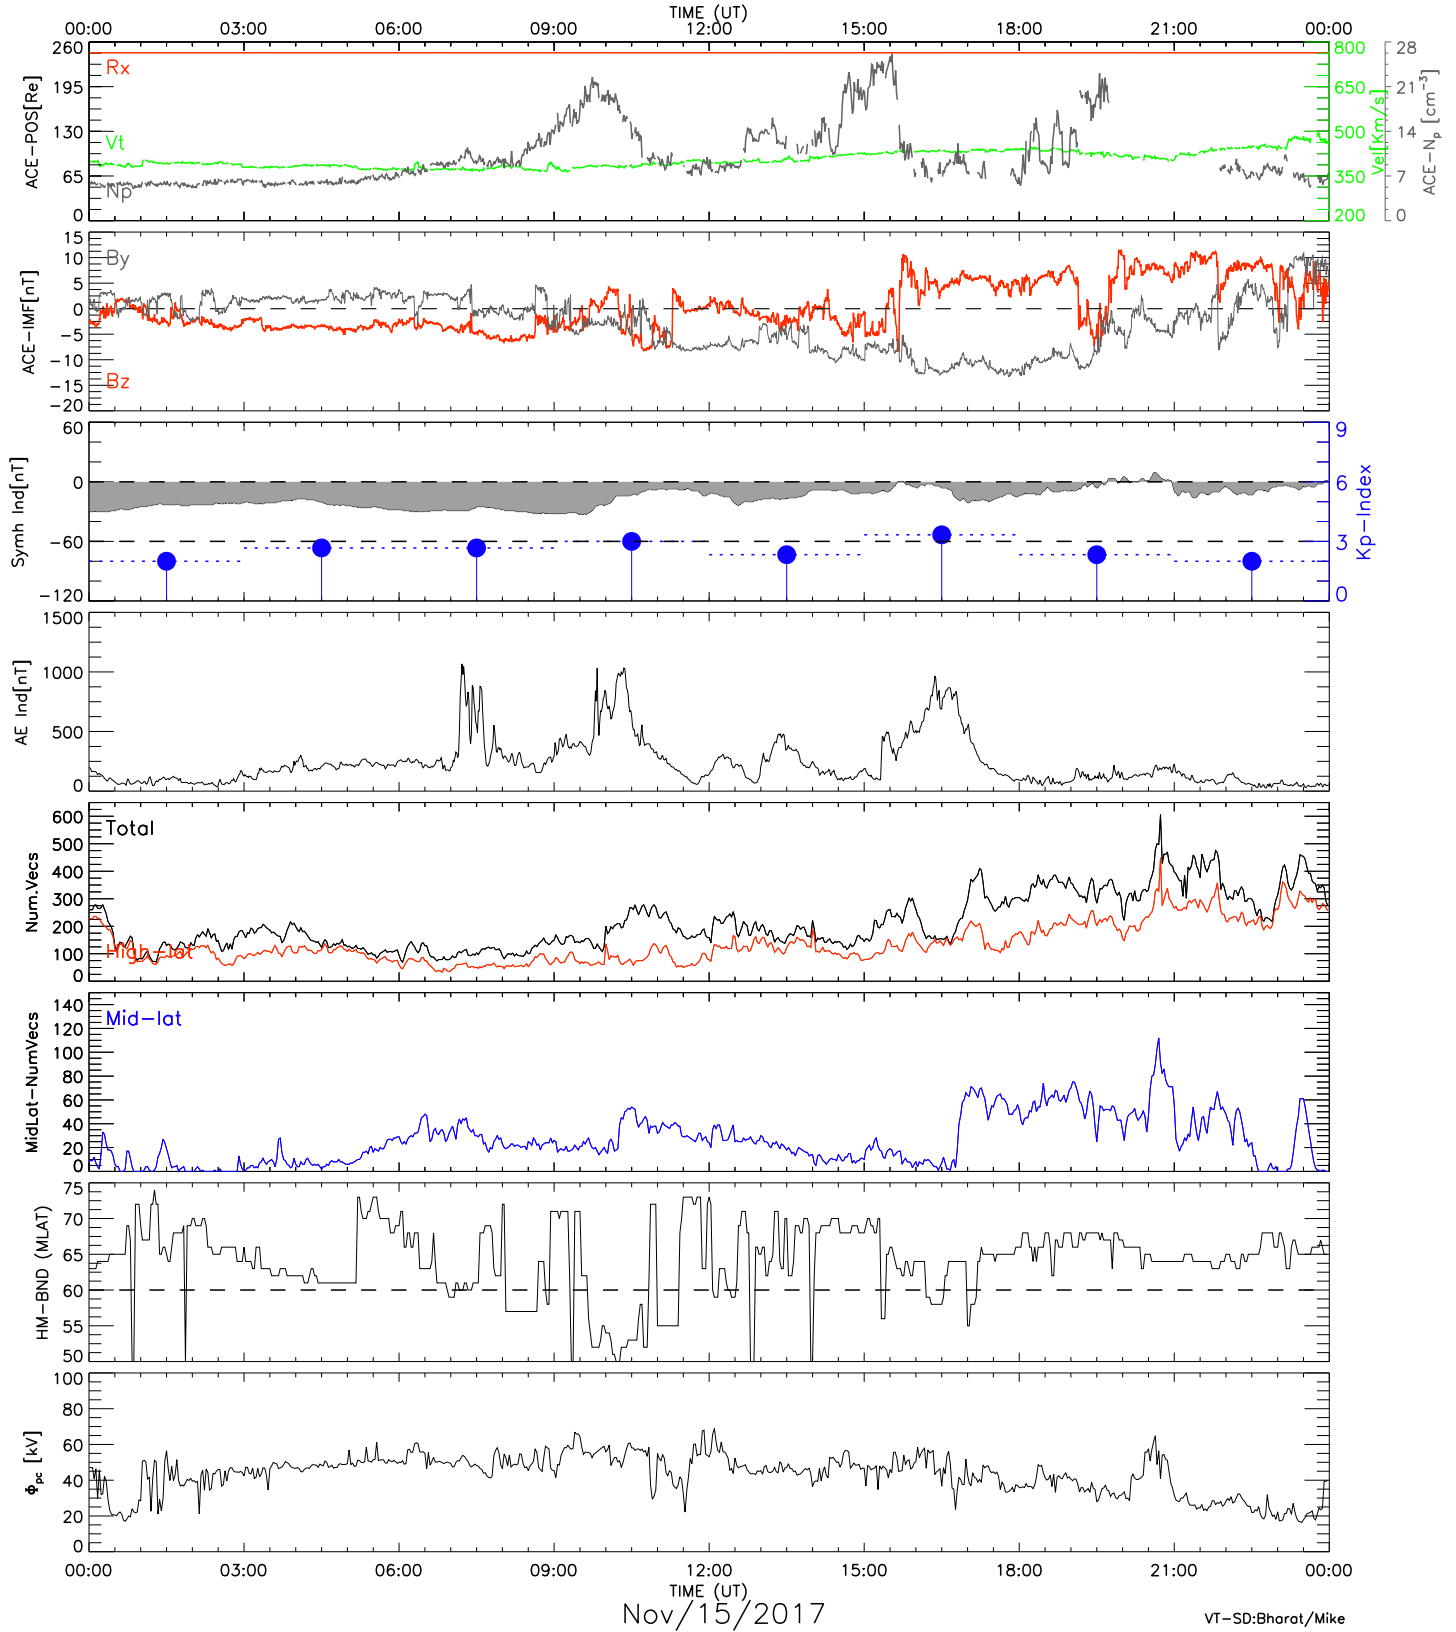 TIME (UT)
00:00 03:00 06:00 09:00 12:00 15:00 18:00 21:00 00:00
ACE-POS[Re]
260
195
130
65
0
Rx
Vt
Np
800
650
500
350
200
Vel[Km/s]
28
21
14
7
0
ACE-Np [cm⁻³]
ACE-IMF[nT]
15
10
5
0
-5
-10
-15
-20
By
Bz
Symh Ind[nT]
60
0
-60
-120
9
6
3
0
Kp-Index
AE Ind[nT]
1500
1000
500
0
Num.Vecs
600
500
400
300
200
100
0
Total
High-lat
MidLat-NumVecs
140
120
100
80
60
40
20
0
Mid-lat
HM-BND (MLAT)
75
70
65
60
55
50
Φpc [kV]
100
80
60
40
20
0
00:00 03:00 06:00 09:00 12:00 15:00 18:00 21:00 00:00
TIME (UT)
Nov/15/2017
VT-SD:Bharat/Mike